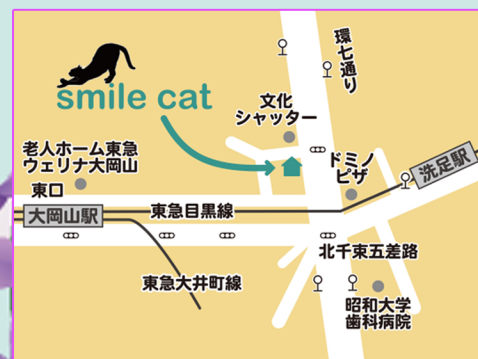 環七通り
smile cat
文化
シャッター
老人ホーム東急
ウェリナ大岡山
東口
ドミノ
ピザ
洗足駅
大岡山駅
東急目黒線
北千束五差路
東急大井町線
昭和大学
歯科病院